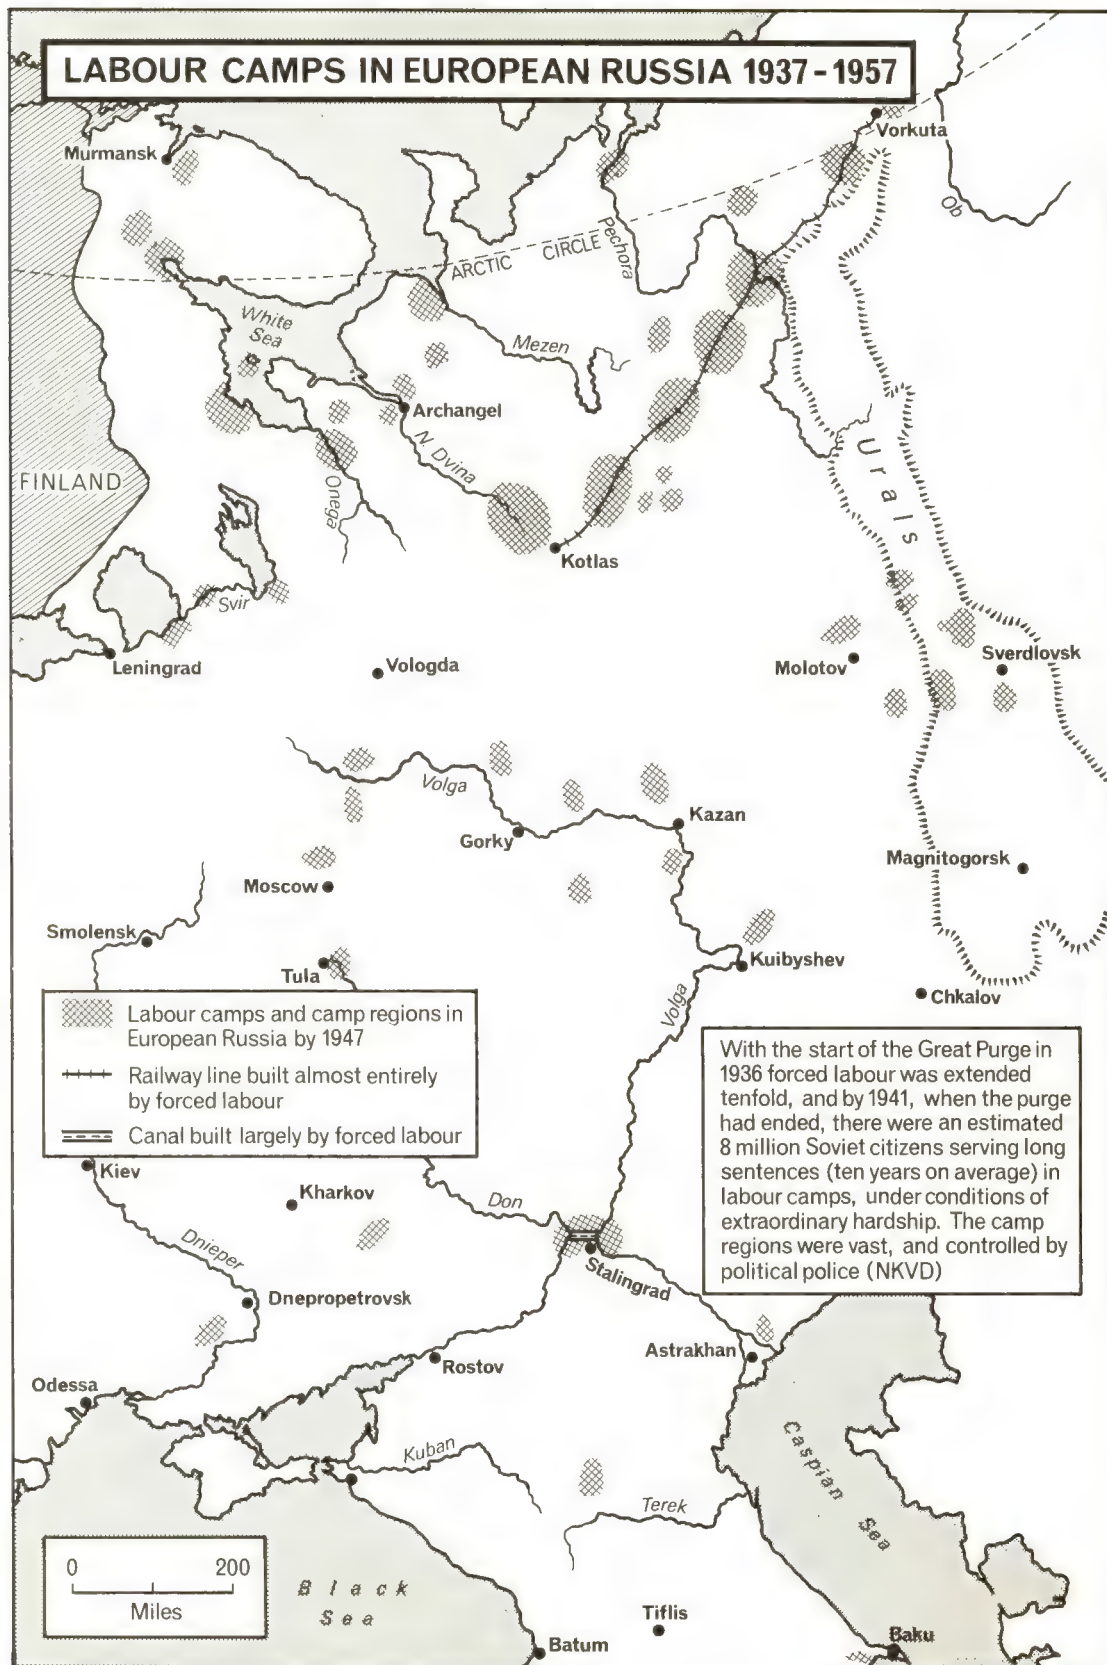 LABOUR CAMPS IN EUROPEAN RUSSIA 1937-1957
Murmansk
Vorkuta
Ob
Pechora
ARCTIC CIRCLE
White
Sea
Mezen
Archangel
N. Dvina
FINLAND
Onega
Urals
Kotlas
Svir
Leningrad
Vologda
Molotov
Sverdlovsk
Volga
Kazan
Gorky
Magnitogorsk
Moscow
Smolensk
Tula
Kuibyshev
Volga
Chkalov
Labour camps and camp regions in
European Russia by 1947
Railway line built almost entirely
by forced labour
Canal built largely by forced labour
With the start of the Great Purge in
1936 forced labour was extended
tenfold, and by 1941, when the purge
had ended, there were an estimated
8 million Soviet citizens serving long
sentences (ten years on average) in
labour camps, under conditions of
extraordinary hardship. The camp
regions were vast, and controlled by
political police (NKVD)
Kiev
Kharkov
Don
Dnieper
Stalingrad
Dnepropetrovsk
Astrakhan
Rostov
Odessa
Caspian Sea
Kuban
Terek
0 200
Miles
Black
Sea
Tiflis
Batum
Baku